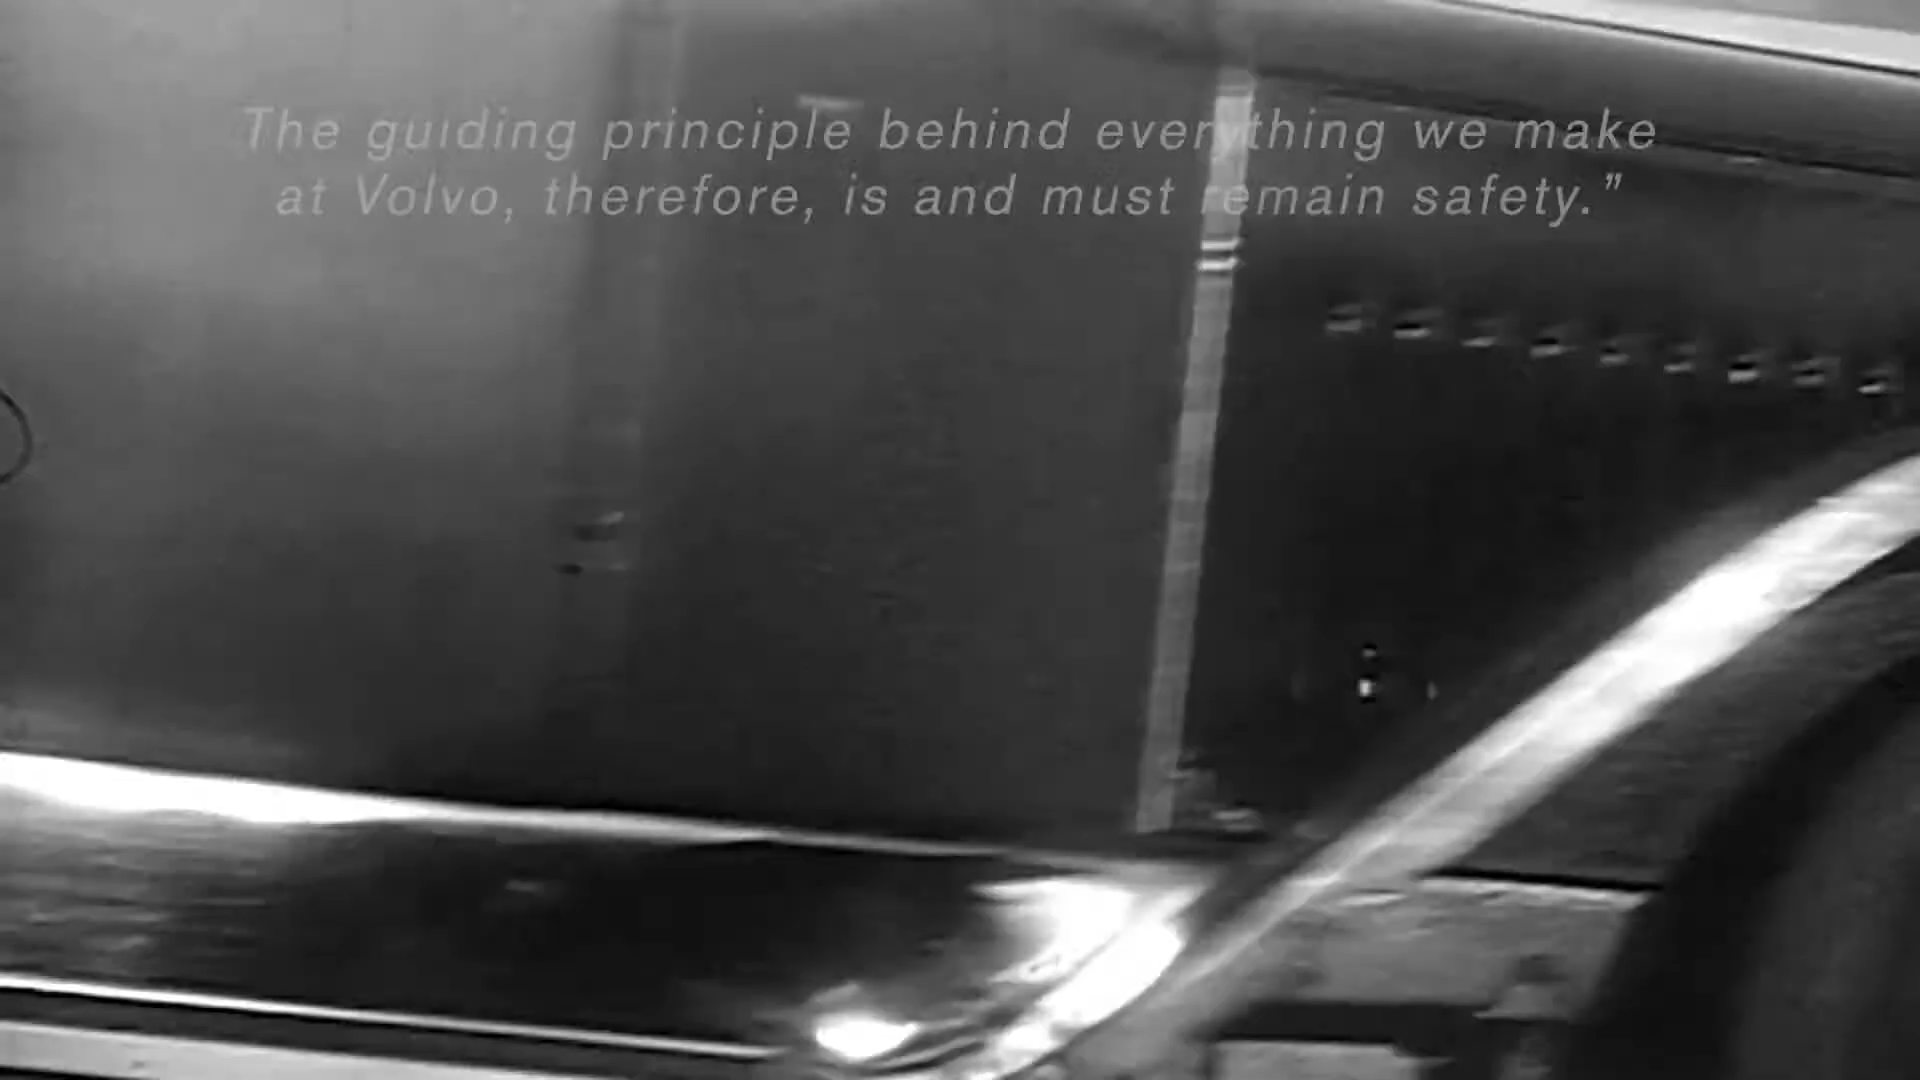 The guiding principle behind everything we make
at Volvo, therefore, is and must remain safety.”